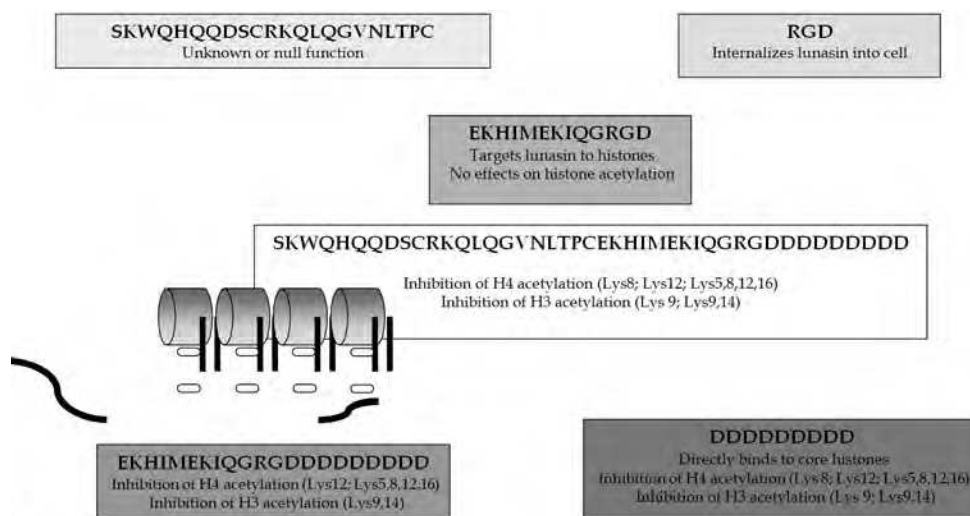 SKWQHQQDSCRKQLQGVNLTPC
Unknown or null function
RGD
Internalizes lunasin into cell
EKHIMEKIQGRGD
Targets lunasin to histones
No effects on histone acetylation
SKWQHQQDSCRKQLQGVNLTPCEKHIMEKIQGRGDDDDDDDDD
Inhibition of H4 acetylation (Lys8; Lys12; Lys5,8,12,16)
Inhibition of H3 acetylation (Lys 9; Lys9,14)
EKHIMEKIQGRGDDDDDDDDD
Inhibition of H4 acetylation (Lys12; Lys5,8,12,16)
Inhibition of H3 acetylation (Lys9,14)
DDDDDDDDD
Directly binds to core histones
Inhibition of H4 acetylation (Lys 8; Lys12; Lys5,8,12,16)
Inhibition of H3 acetylation (Lys 9; Lys9,14)